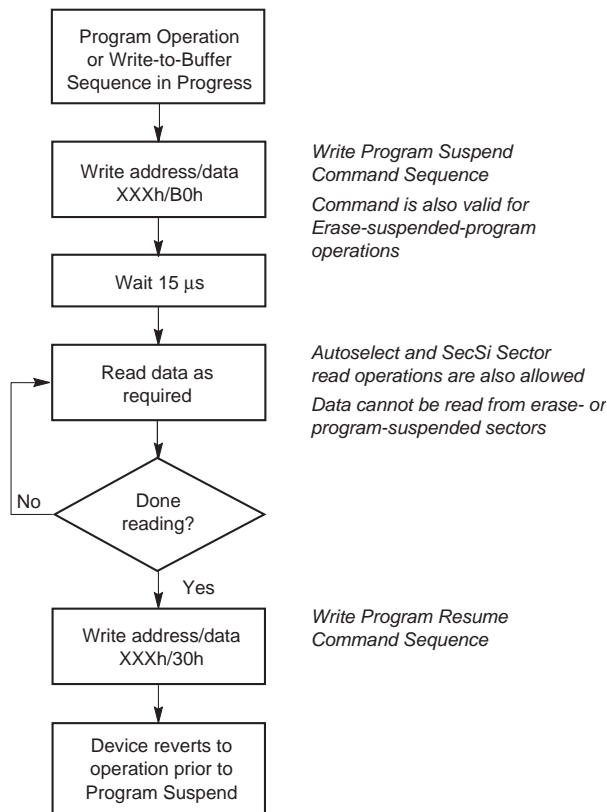 Program Operation
or Write-to-Buffer
Sequence in Progress
Write address/data
XXXh/B0h
Write Program Suspend
Command Sequence
Command is also valid for
Erase-suspended-program
operations
Wait 15 μs
Read data as
required
Autoselect and SecSi Sector
read operations are also allowed
Data cannot be read from erase- or
program-suspended sectors
No
Done
reading?
Yes
Write address/data
XXXh/30h
Write Program Resume
Command Sequence
Device reverts to
operation prior to
Program Suspend